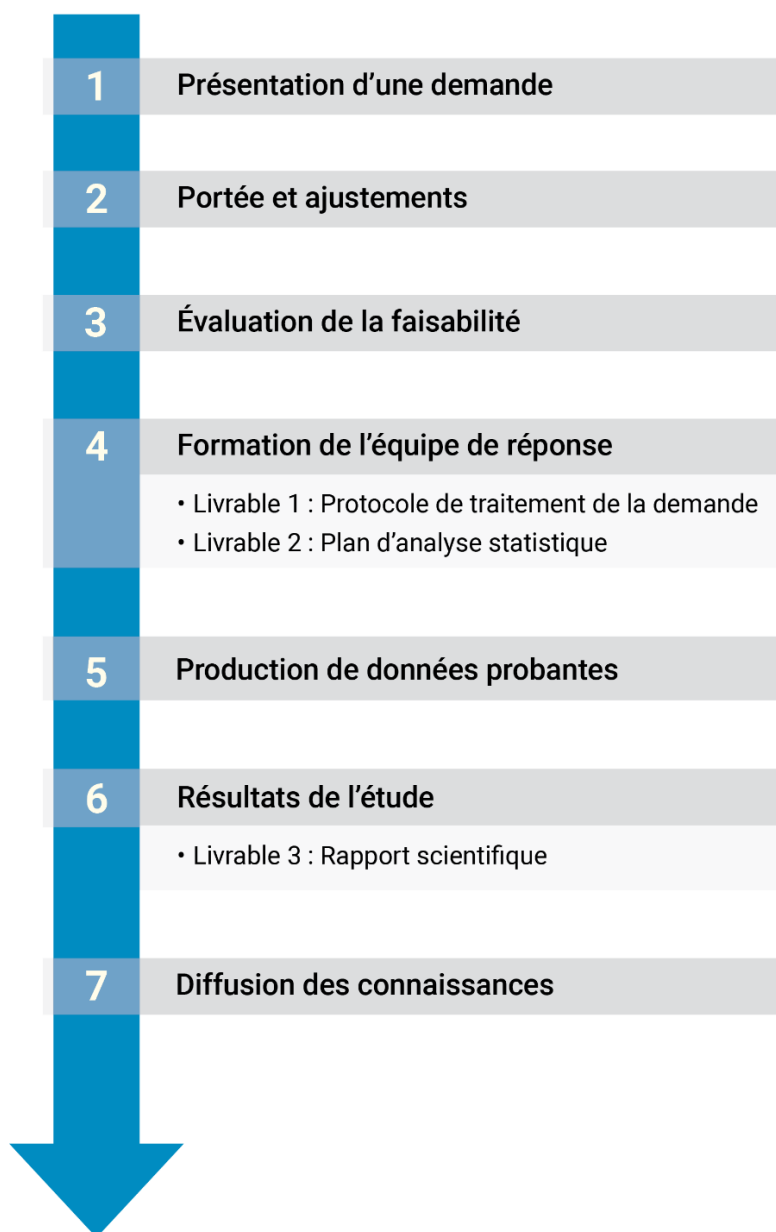 1 Présentation d’une demande
2 Portée et ajustements
3 Évaluation de la faisabilité
4 Formation de l’équipe de réponse
• Livrable 1 : Protocole de traitement de la demande
• Livrable 2 : Plan d’analyse statistique
5 Production de données probantes
6 Résultats de l’étude
• Livrable 3 : Rapport scientifique
7 Diffusion des connaissances